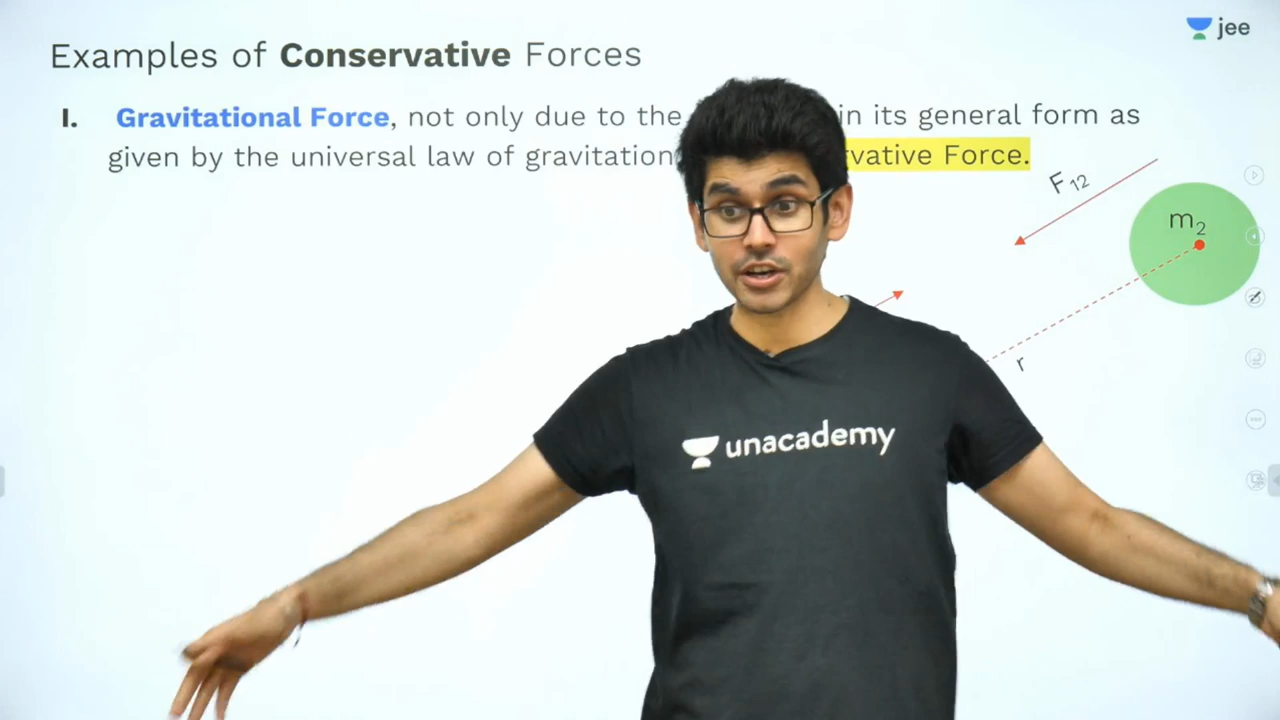 jee
Examples of Conservative Forces
I. Gravitational Force, not only due to the in its general form as
given by the universal law of gravitation vative Force.
F12
m2
r
unacademy